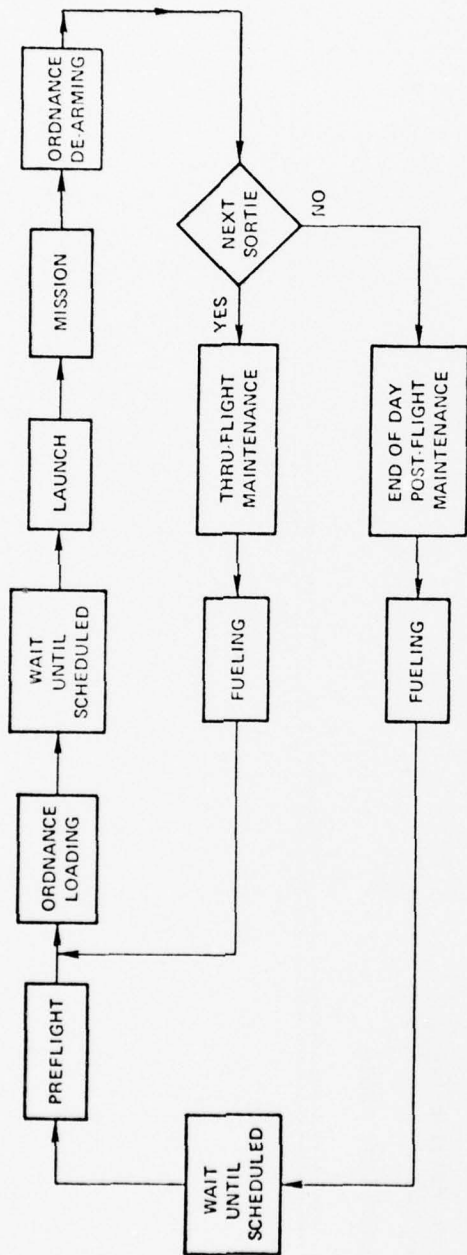 PREFLIGHT
ORDNANCE
LOADING
WAIT
UNTIL
SCHEDULED
LAUNCH
MISSION
ORDNANCE
DE-ARMING
NEXT
SORTIE
YES
THRU-FLIGHT
MAINTENANCE
FUELING
NO
END OF DAY
POST-FLIGHT
MAINTENANCE
FUELING
WAIT
UNTIL
SCHEDULED